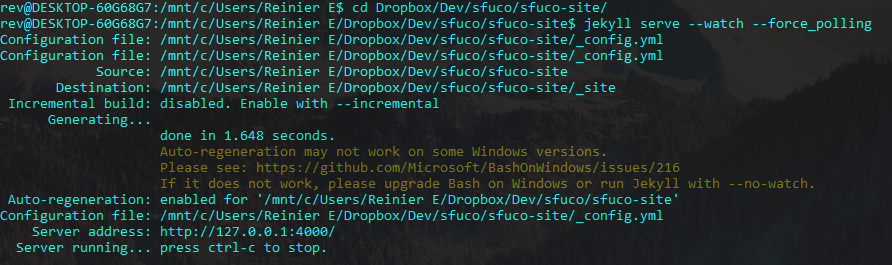 rev@DESKTOP-60G68G7:/mnt/c/Users/Reinier E$ cd Dropbox/Dev/sfuco/sfuco-site/
rev@DESKTOP-60G68G7:/mnt/c/Users/Reinier E/Dropbox/Dev/sfuco/sfuco-site$ jekyll serve --watch --force_polling
Configuration file: /mnt/c/Users/Reinier E/Dropbox/Dev/sfuco/sfuco-site/_config.yml
Configuration file: /mnt/c/Users/Reinier E/Dropbox/Dev/sfuco/sfuco-site/_config.yml
Source: /mnt/c/Users/Reinier E/Dropbox/Dev/sfuco/sfuco-site
Destination: /mnt/c/Users/Reinier E/Dropbox/Dev/sfuco/sfuco-site/_site
Incremental build: disabled. Enable with --incremental
Generating...
done in 1.648 seconds.
Auto-regeneration may not work on some Windows versions.
Please see: https://github.com/Microsoft/BashOnWindows/issues/216
If it does not work, please upgrade Bash on Windows or run Jekyll with --no-watch.
Auto-regeneration: enabled for '/mnt/c/Users/Reinier E/Dropbox/Dev/sfuco/sfuco-site'
Configuration file: /mnt/c/Users/Reinier E/Dropbox/Dev/sfuco/sfuco-site/_config.yml
Server address: http://127.0.0.1:4000/
Server running... press ctrl-c to stop.